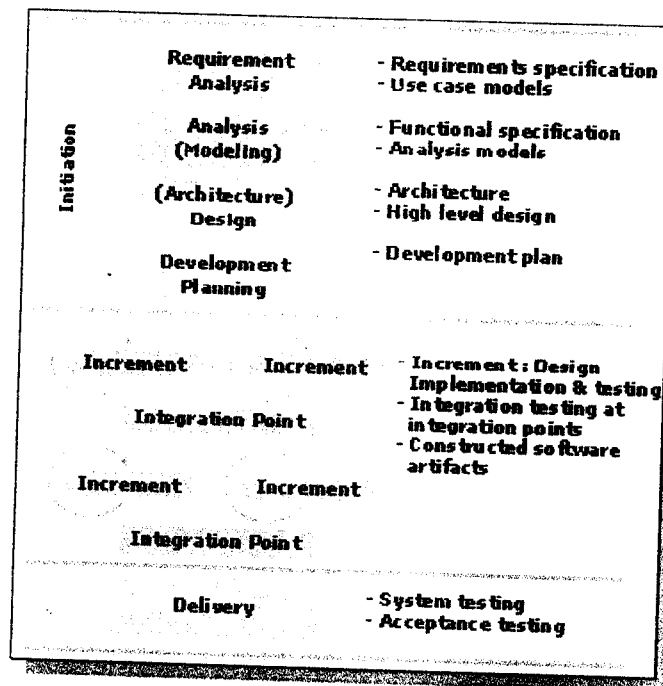 Initiation
Requirement
Analysis
- Requirements specification
- Use case models
Analysis
(Modeling)
- Functional specification
- Analysis models
(Architecture)
Design
- Architecture
- High level design
Development
Planning
- Development plan
Increment Increment
- Increment: Design
Implementation & testing
- Integration testing at
integration points
- Constructed software
artifacts
Integration Point
Increment Increment
Integration Point
Delivery
- System testing
- Acceptance testing